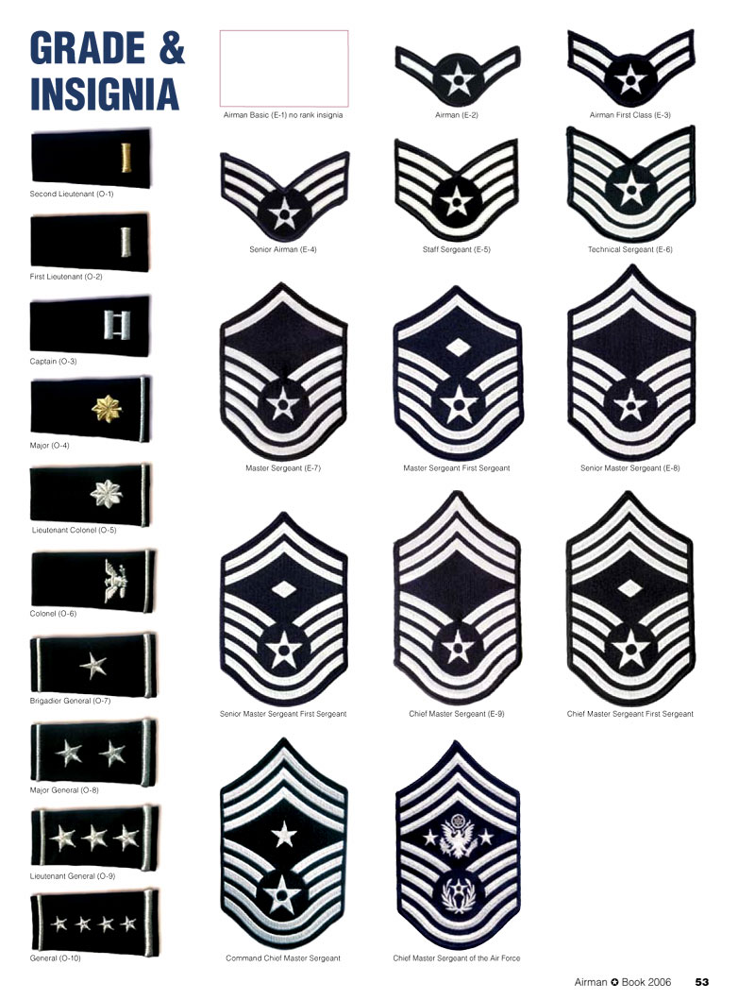 GRADE &
INSIGNIA
Airman Basic (E-1) no rank insignia
Airman (E-2)
Airman First Class (E-3)
Second Lieutenant (O-1)
Senior Airman (E-4)
Staff Sergeant (E-5)
Technical Sergeant (E-6)
First Lieutenant (O-2)
Captain (O-3)
Major (O-4)
Master Sergeant (E-7)
Master Sergeant First Sergeant
Senior Master Sergeant (E-8)
Lieutenant Colonel (O-5)
Colonel (O-6)
Brigadier General (O-7)
Senior Master Sergeant First Sergeant
Chief Master Sergeant (E-9)
Chief Master Sergeant First Sergeant
Major General (O-8)
Lieutenant General (O-9)
General (O-10)
Command Chief Master Sergeant
Chief Master Sergeant of the Air Force
Airman ✪ Book 2006 53